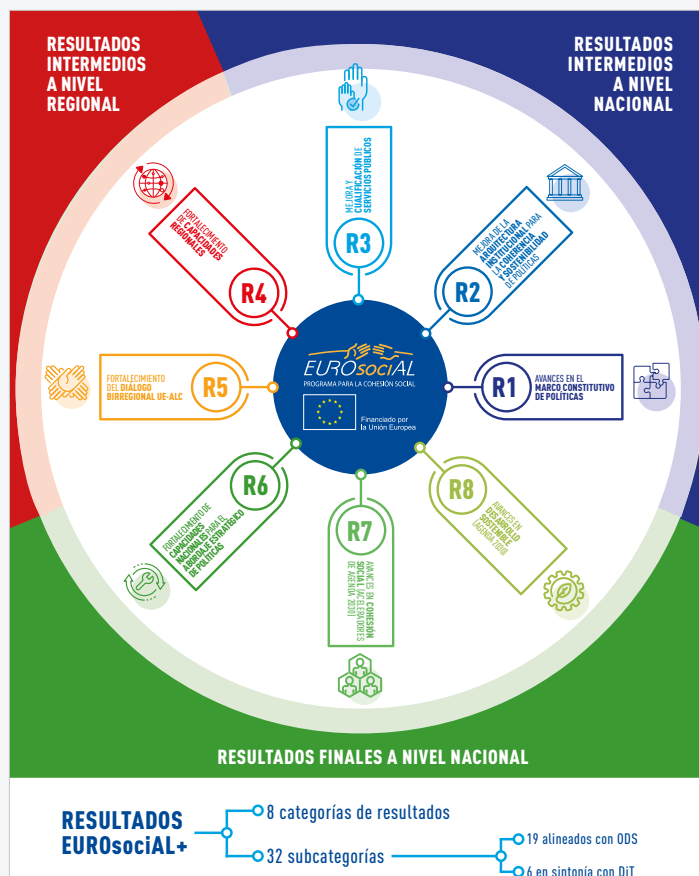 RESULTADOS
INTERMEDIOS
A NIVEL
REGIONAL
RESULTADOS
INTERMEDIOS
A NIVEL
NACIONAL
MEJORA Y
CUALIFICACIÓN DE
SERVICIOS PÚBLICOS
R3
MEJORA DE LA
ARQUITECTURA
INSTITUCIONAL PARA
LA COHERENCIA
Y SOSTENIBILIDAD
DE POLÍTICAS
R2
FORTALECIMIENTO
DE CAPACIDADES
REGIONALES
R4
EUROsociAL
PROGRAMA PARA LA COHESIÓN SOCIAL
Financiado por
la Unión Europea
FORTALECIMIENTO
DEL DIÁLOGO
BIRREGIONAL UE-ALC
R5
R1
AVANCES EN EL
MARCO CONSTITUTIVO
DE POLÍTICAS
R6
FORTALECIMIENTO DE
CAPACIDADES
NACIONALES PARA EL
ABORDAJE ESTRATÉGICO
DE POLÍTICAS
R7
AVANCES EN COHESIÓN
SOCIAL (ACELERADORES
DE AGENDA 2030)
R8
AVANCES EN
DESARROLLO
SOSTENIBLE
(AGENDA 2030)
RESULTADOS FINALES A NIVEL NACIONAL
RESULTADOS
EUROsociAL+
8 categorías de resultados
32 subcategorías
19 alineados con ODS
6 en sintonía con DiT